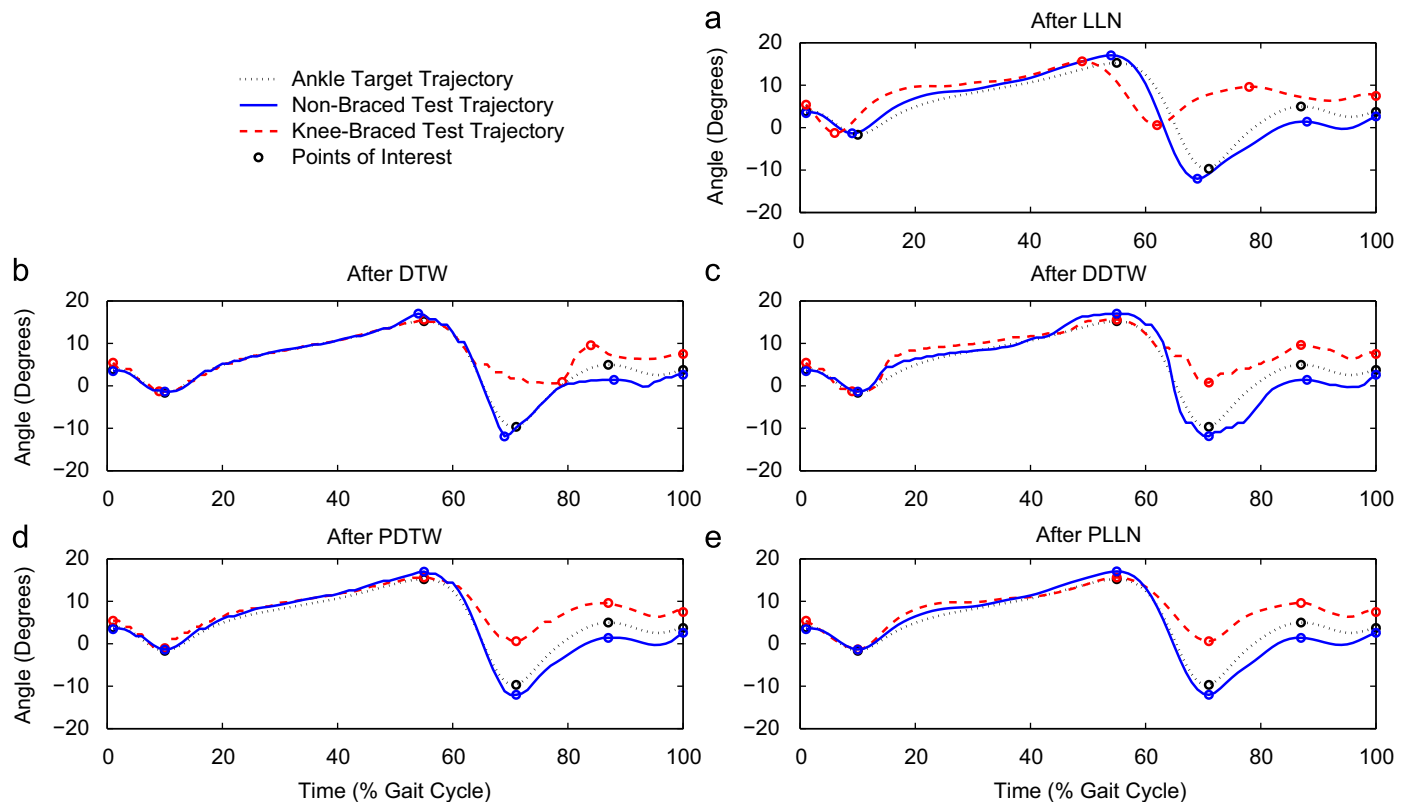 a
After LLN
Ankle Target Trajectory
Non-Braced Test Trajectory
Knee-Braced Test Trajectory
Points of Interest
Angle (Degrees)
20
10
0
−10
−20
0 20 40 60 80 100
b
After DTW
Angle (Degrees)
20
10
0
−10
−20
0 20 40 60 80 100
c
After DDTW
20
10
0
−10
−20
0 20 40 60 80 100
d
After PDTW
Angle (Degrees)
20
10
0
−10
−20
0 20 40 60 80 100
Time (% Gait Cycle)
e
After PLLN
20
10
0
−10
−20
0 20 40 60 80 100
Time (% Gait Cycle)